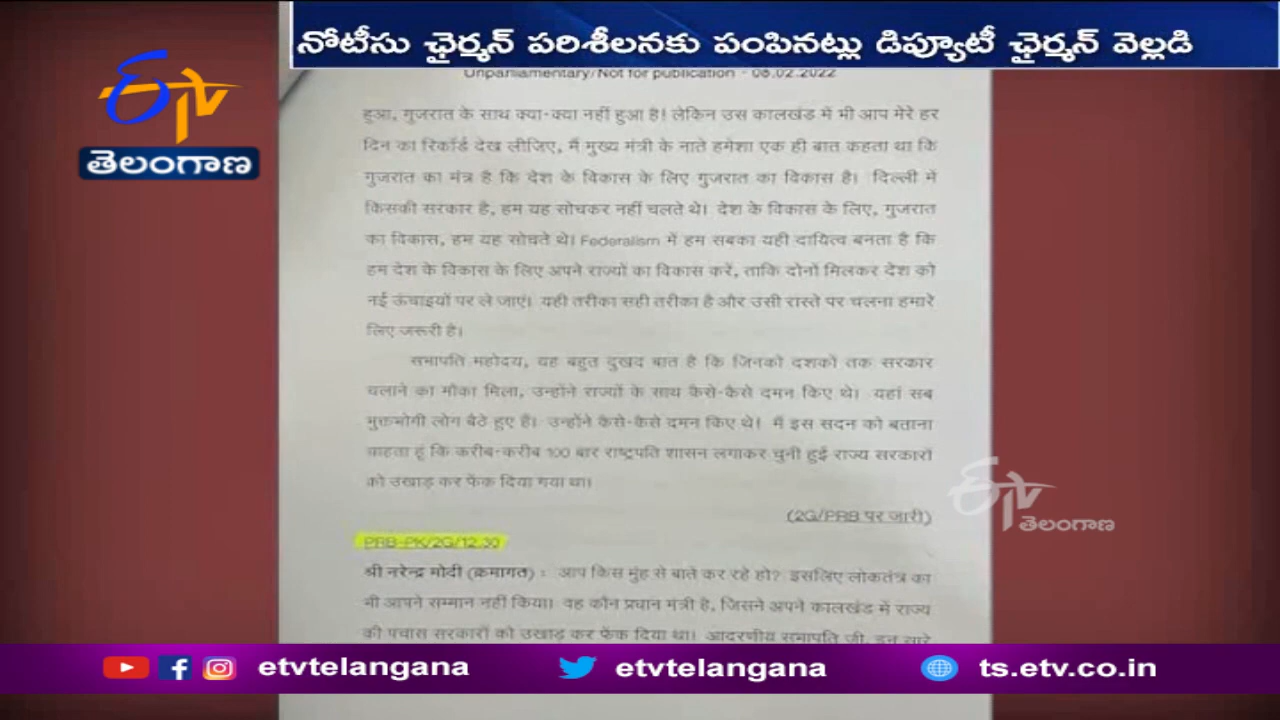 నోటీసు ఛైర్మన్ పరిశీలనకు పంపినట్లు డిప్యూటీ ఛైర్మన్ వెల్లడి
ETV
తెలంగాణ
Unparliamentary/Not for publication - 08.02.2022
हुआ, गुजरात के साथ क्या-क्या नहीं हुआ है! लेकिन उस कालखंड में भी आप मेरे हर
दिन का रिकॉर्ड देख लीजिए, मैं मुख्य मंत्री के नाते हमेशा एक ही बात कहता था कि
गुजरात का मंत्र है कि देश के विकास के लिए गुजरात का विकास है। दिल्ली में
किसकी सरकार है, हम यह सोचकर नहीं चलते थे। देश के विकास के लिए, गुजरात
का विकास, हम यह सोचते थे। Federalism में हम सबका यही दायित्व बनता है कि
हम देश के विकास के लिए अपने राज्यों का विकास करें, ताकि दोनों मिलकर देश को
नई ऊंचाइयों पर ले जाएं। यही तरीका सही तरीका है और उसी रास्ते पर चलना हमारे
लिए जरूरी है।
सभापति महोदय, यह बहुत दुखद बात है कि जिनको दशकों तक सरकार
चलाने का मौका मिला, उन्होंने राज्यों के साथ कैसे-कैसे दमन किए थे। यहां सब
भुक्तभोगी लोग बैठे हुए हैं। उन्होंने कैसे-कैसे दमन किए थे! मैं इस सदन को बताना
चाहता हूं कि करीब-करीब 100 बार राष्ट्रपति शासन लगाकर चुनी हुई राज्य सरकारों
को उखाड़ कर फेंक दिया गया था।
(2G/PRB पर जारी)
PRB-PK/2G/12.30
श्री नरेन्द्र मोदी (क्रमागत) : आप किस मुंह से बातें कर रहे हो? इसलिए लोकतंत्र का
भी आपने सम्मान नहीं किया। वह कौन प्रधान मंत्री है, जिसने अपने कालखंड में राज्य
की पचास सरकारों को उखाड़ कर फेंक दिया था! आदरणीय सभापति जी, इन सारे
ETV
తెలంగాణ
etvtelangana
etvtelangana
ts.etv.co.in